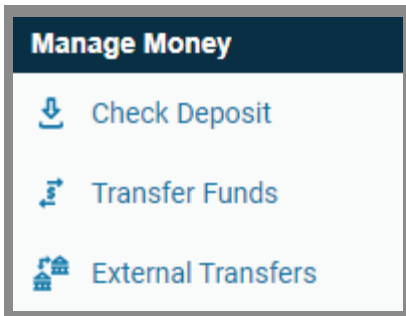 Manage Money
Check Deposit
Transfer Funds
External Transfers